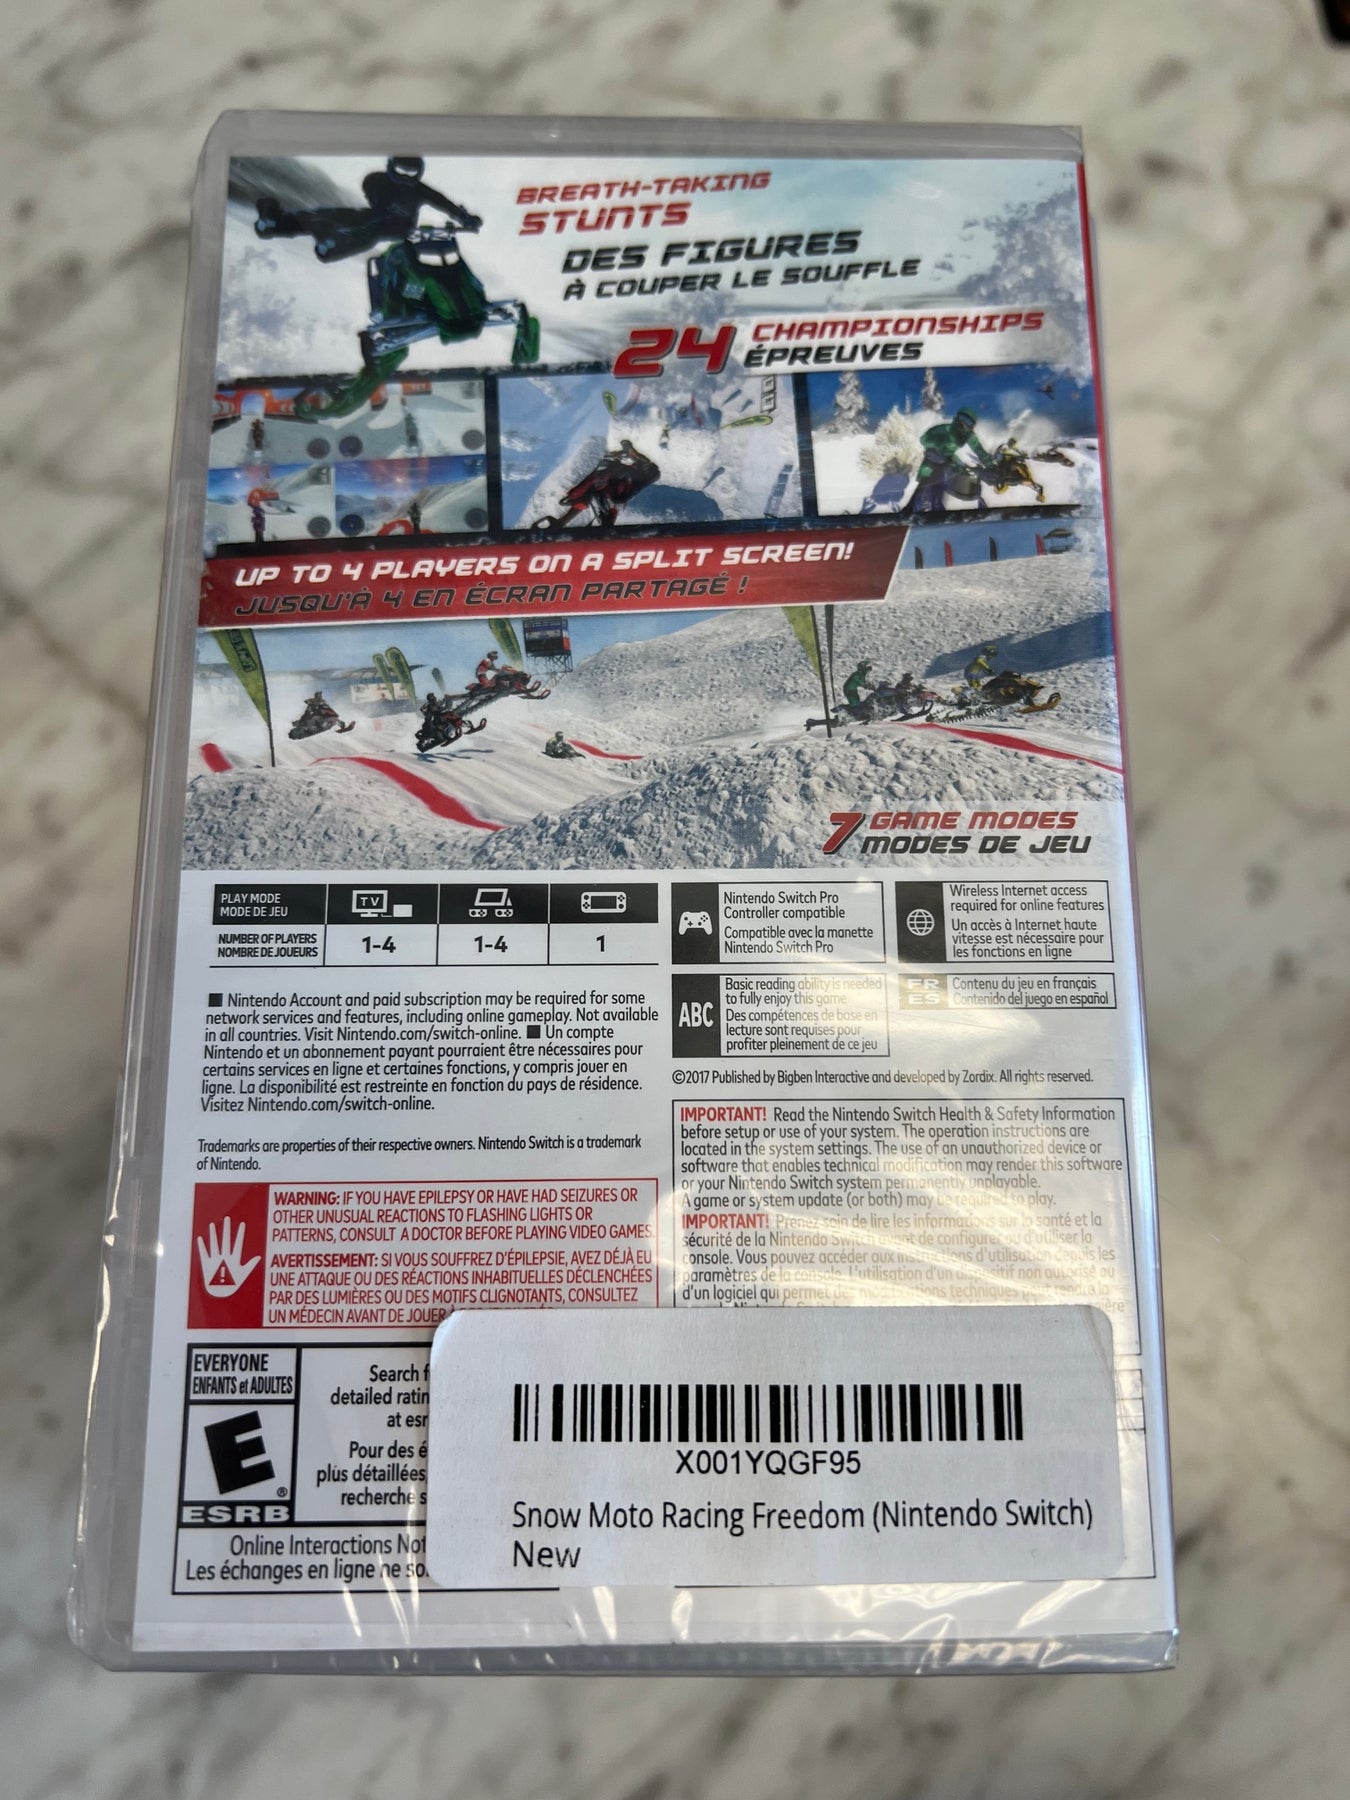 BREATH-TAKING
STUNTS
DES FIGURES
À COUPER LE SOUFFLE
24 CHAMPIONSHIPS
ÉPREUVES
UP TO 4 PLAYERS ON A SPLIT SCREEN!
JUSQU'À 4 EN ÉCRAN PARTAGÉ !
7 GAME MODES
MODES DE JEU
PLAY MODE
MODE DE JEU
TV
NUMBER OF PLAYERS
NOMBRE DE JOUEURS
1-4
1-4
1
Nintendo Switch Pro
Controller compatible
Compatible avec la manette
Nintendo Switch Pro
Wireless Internet access
required for online features
Un accès à Internet haute
vitesse est nécessaire pour
les fonctions en ligne
ABC
Basic reading ability is needed
to fully enjoy this game
Des compétences de base en
lecture sont requises pour
profiter pleinement de ce jeu
FR
ES
Contenu du jeu en français
Contenido del juego en español
■ Nintendo Account and paid subscription may be required for some
network services and features, including online gameplay. Not available
in all countries. Visit Nintendo.com/switch-online. ■ Un compte
Nintendo et un abonnement payant pourraient être nécessaires pour
certains services en ligne et certaines fonctions, y compris jouer en
ligne. La disponibilité est restreinte en fonction du pays de résidence.
Visitez Nintendo.com/switch-online.
Trademarks are properties of their respective owners. Nintendo Switch is a trademark
of Nintendo.
©2017 Published by Bigben Interactive and developed by Zordix. All rights reserved.
IMPORTANT! Read the Nintendo Switch Health & Safety Information
before setup or use of your system. The operation instructions are
located in the system settings. The use of an unauthorized device or
software that enables technical modification may render this software
or your Nintendo Switch system permanently unplayable.
A game or system update (or both) may be required to play.
IMPORTANT! Prenez soin de lire les informations sur la santé et la
sécurité de la Nintendo Switch avant de configurer ou d'utiliser la
console. Vous pouvez accéder aux instructions d'utilisation depuis les
paramètres de la console. L'utilisation d'un dispositif non autorisé ou
d'un logiciel qui permet des modifications techniques peut rendre la
WARNING: IF YOU HAVE EPILEPSY OR HAVE HAD SEIZURES OR
OTHER UNUSUAL REACTIONS TO FLASHING LIGHTS OR
PATTERNS, CONSULT A DOCTOR BEFORE PLAYING VIDEO GAMES.
AVERTISSEMENT: SI VOUS SOUFFREZ D'ÉPILEPSIE, AVEZ DÉJÀ EU
UNE ATTAQUE OU DES RÉACTIONS INHABITUELLES DÉCLENCHÉES
PAR DES LUMIÈRES OU DES MOTIFS CLIGNOTANTS, CONSULTEZ
UN MÉDECIN AVANT DE JOUER
EVERYONE
ENFANTS et ADULTES
E
®
ESRB
Search
detailed
at
Pour des
plus détaillées,
recherche
Online Interactions Not
Les échanges en ligne ne
X001YQGF95
Snow Moto Racing Freedom (Nintendo Switch)
New